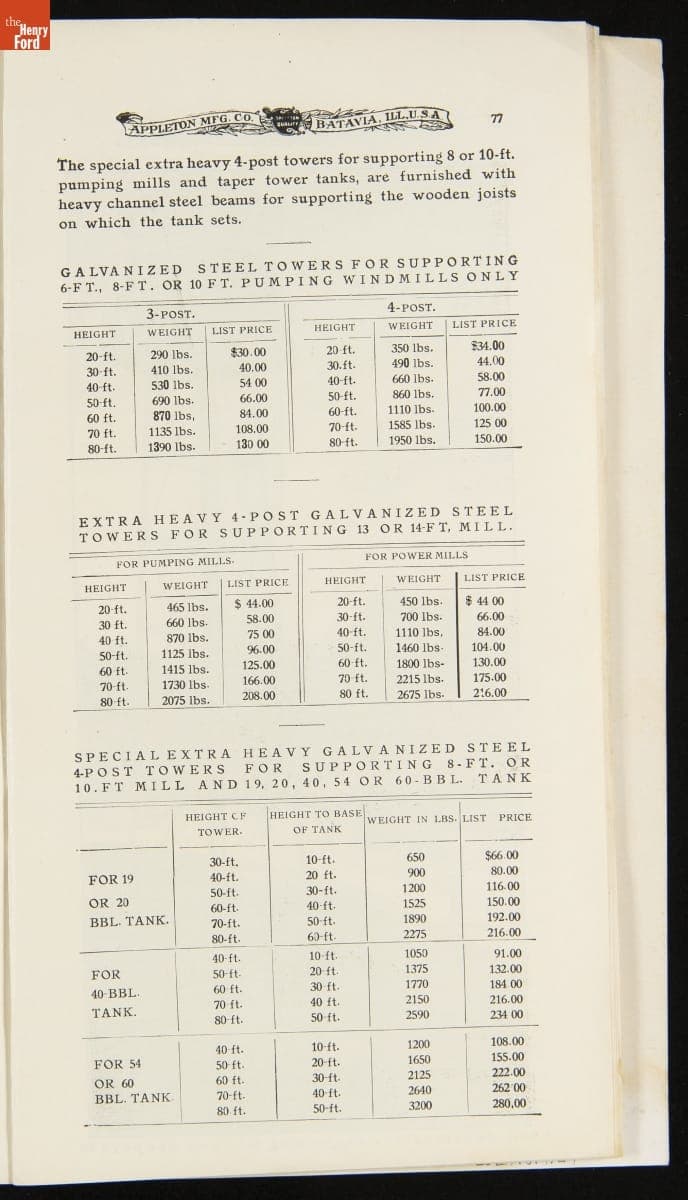 the
Henry
Ford
APPLETON MFG. CO. BATAVIA, ILL, U.S.A. 77
The special extra heavy 4-post towers for supporting 8 or 10-ft.
pumping mills and taper tower tanks, are furnished with
heavy channel steel beams for supporting the wooden joists
on which the tank sets.
GALVANIZED STEEL TOWERS FOR SUPPORTING
6-FT., 8-FT. OR 10 FT. PUMPING WINDMILLS ONLY
3-POST. 4-POST.
HEIGHT WEIGHT LIST PRICE HEIGHT WEIGHT LIST PRICE
20-ft. 290 lbs. $30.00 20 ft. 350 lbs. $34.00
30-ft. 410 lbs. 40.00 30.ft. 490 lbs. 44.00
40-ft. 530 lbs. 54 00 40-ft. 660 lbs. 58.00
50-ft. 690 lbs. 66.00 50-ft. 860 lbs. 77.00
60 ft. 870 lbs, 84.00 60-ft. 1110 lbs. 100.00
70 ft. 1135 lbs. 108.00 70-ft. 1585 lbs. 125 00
80-ft. 1390 lbs. 130 00 80-ft. 1950 lbs. 150.00
EXTRA HEAVY 4-POST GALVANIZED STEEL
TOWERS FOR SUPPORTING 13 OR 14-FT, MILL.
FOR PUMPING MILLS. FOR POWER MILLS
HEIGHT WEIGHT LIST PRICE HEIGHT WEIGHT LIST PRICE
20-ft. 465 lbs. $ 44.00 20-ft. 450 lbs. $ 44 00
30 ft. 660 lbs. 58.00 30-ft. 700 lbs. 66.00
40 ft. 870 lbs. 75 00 40-ft. 1110 lbs, 84.00
50-ft. 1125 lbs. 96.00 50-ft. 1460 lbs. 104.00
60 ft. 1415 lbs. 125.00 60 ft. 1800 lbs- 130.00
70-ft. 1730 lbs. 166.00 70-ft. 2215 lbs. 175.00
80-ft. 2075 lbs. 208.00 80 ft. 2675 lbs. 216.00
SPECIAL EXTRA HEAVY GALVANIZED STEEL
4-POST TOWERS FOR SUPPORTING 8-FT. OR
10.FT MILL AND 19, 20, 40, 54 OR 60-BBL. TANK
HEIGHT OF TOWER. HEIGHT TO BASE OF TANK WEIGHT IN LBS. LIST PRICE
FOR 19
OR 20
BBL. TANK.
30-ft. 10-ft. 650 $66.00
40-ft. 20 ft. 900 80.00
50-ft. 30-ft. 1200 116.00
60-ft. 40-ft. 1525 150.00
70-ft. 50-ft. 1890 192.00
80-ft. 60-ft. 2275 216.00
FOR
40-BBL.
TANK.
40-ft. 10-ft. 1050 91.00
50-ft. 20-ft. 1375 132.00
60 ft. 30 ft. 1770 184 00
70 ft. 40 ft. 2150 216.00
80-ft. 50-ft. 2590 234 00
FOR 54
OR 60
BBL. TANK.
40-ft. 10-ft. 1200 108.00
50-ft. 20-ft. 1650 155.00
60 ft. 30-ft. 2125 222.00
70-ft. 40-ft. 2640 262 00
80 ft. 50-ft. 3200 280,00